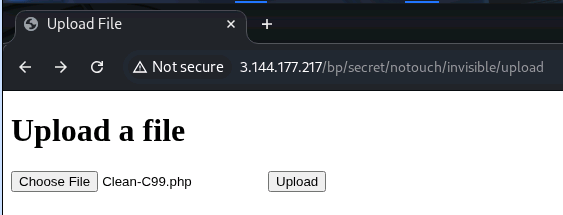 Upload File
Not secure 3.144.177.217/bp/secret/notouch/invisible/upload
Upload a file
Choose File Clean-C99.php Upload